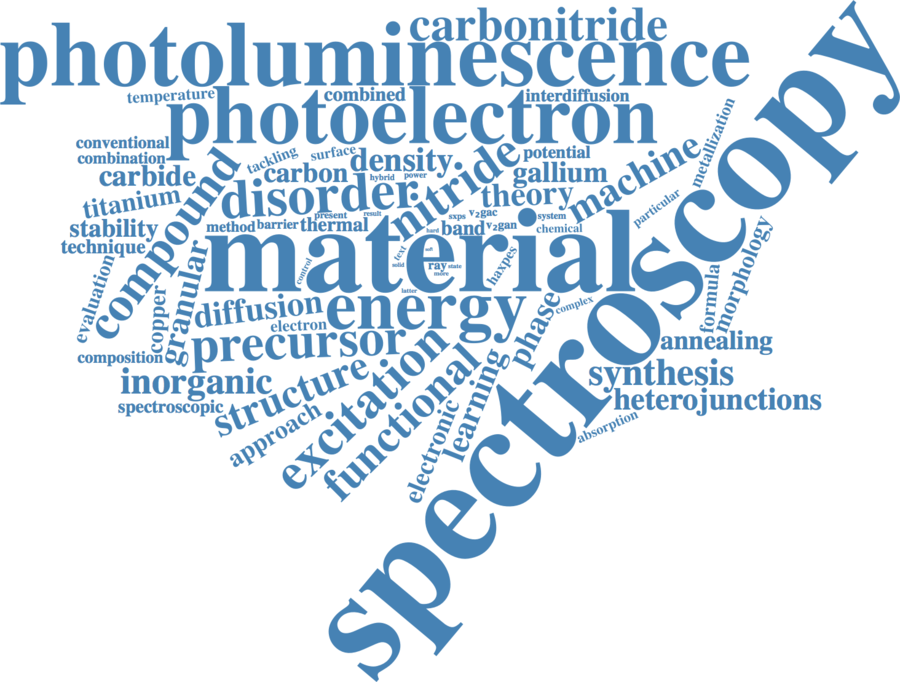 carbonitride
photoluminescence
temperature
combined
interdiffusion
photoelectron
spectroscopy
metallization
conventional
combination
tackling
surface
density
potential
carbide
carbon
hybrid
power
nitride
gallium
machine
compound
disorder
theory
titanium
particular
stability
method
barrier
present
result
thermal
sxps
v₂gac
system
hard
band
v₂gan
chemical
technique
material
text
soft
solid
ray
state
more
haxpes
control
latter
morphology
evaluation
copper
granular
diffusion
energy
electron
phase
complex
formula
precursor
annealing
composition
inorganic
structure
excitation
functional
synthesis
spectroscopic
approach
electronic
learning
heterojunctions
absorption